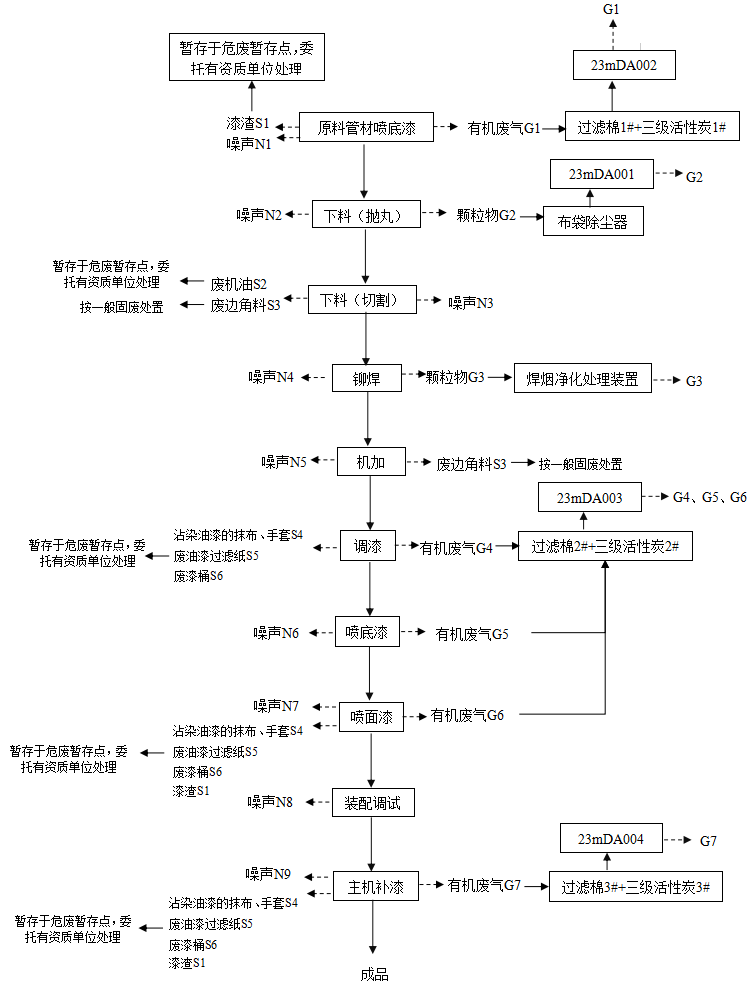 G1
暂存于危废暂存点，委
托有资质单位处理
23mDA002
漆渣S1
噪声N1
原料管材喷底漆
有机废气G1
过滤棉1#+三级活性炭1#
23mDA001
G2
噪声N2
下料（抛丸）
颗粒物G2
布袋除尘器
暂存于危废暂存点，委
托有资质单位处理
废机油S2
按一般固废处置
废边角料S3
下料（切割）
噪声N3
噪声N4
铆焊
颗粒物G3
焊烟净化处理装置
G3
噪声N5
机加
废边角料S3
按一般固废处置
23mDA003
G4、G5、G6
暂存于危废暂存点，委
托有资质单位处理
沾染油漆的抹布、手套S4
废油漆过滤纸S5
废漆桶S6
调漆
有机废气G4
过滤棉2#+三级活性炭2#
噪声N6
喷底漆
有机废气G5
噪声N7
喷面漆
有机废气G6
沾染油漆的抹布、手套S4
废油漆过滤纸S5
废漆桶S6
漆渣S1
暂存于危废暂存点，委
托有资质单位处理
噪声N8
装配调试
23mDA004
G7
噪声N9
主机补漆
有机废气G7
过滤棉3#+三级活性炭3#
沾染油漆的抹布、手套S4
废油漆过滤纸S5
废漆桶S6
漆渣S1
暂存于危废暂存点，委
托有资质单位处理
成品